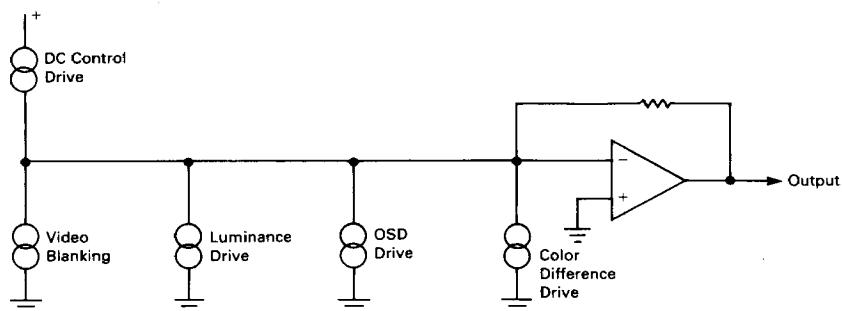 +
DC Control
Drive
−
+
Output
Video
Blanking
Luminance
Drive
OSD
Drive
Color
Difference
Drive